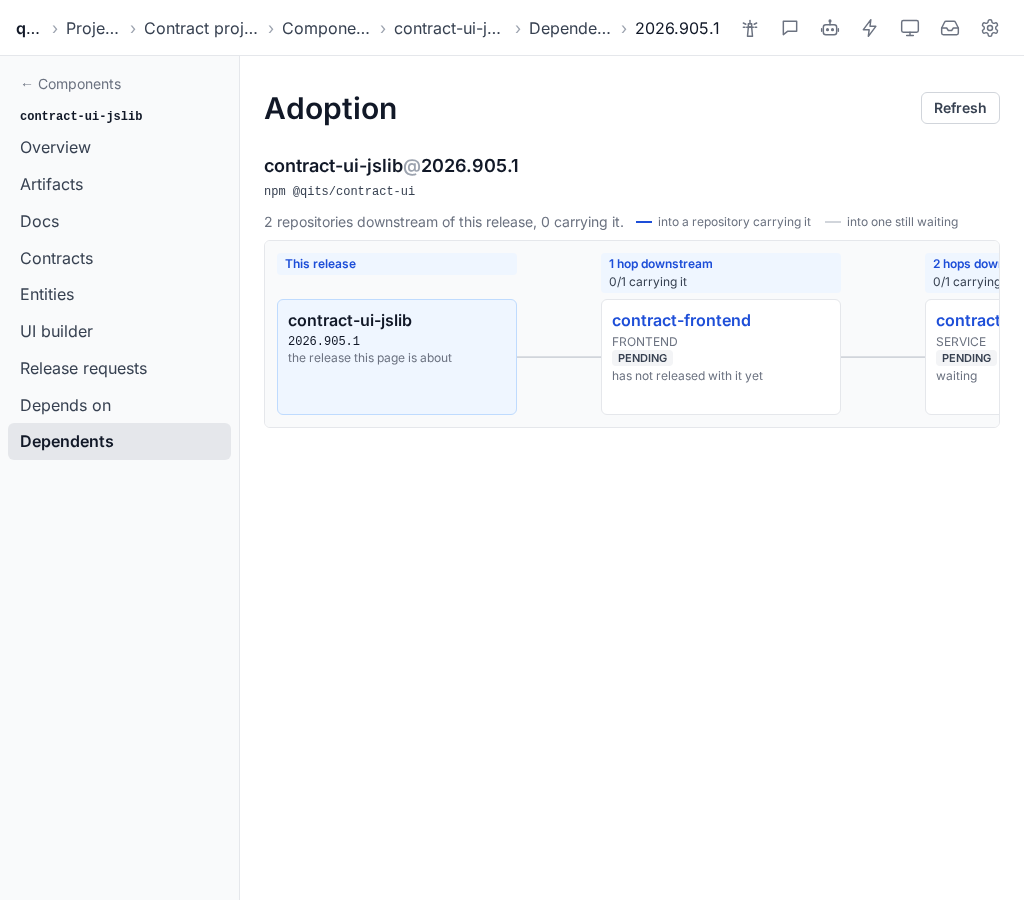 q... › Proje... › Contract proj... › Compone... › contract-ui-j... › Depende... › 2026.905.1
← Components
contract-ui-jslib
Overview
Artifacts
Docs
Contracts
Entities
UI builder
Release requests
Depends on
Dependents
Adoption
Refresh
contract-ui-jslib@2026.905.1
npm @qits/contract-ui
2 repositories downstream of this release, 0 carrying it. into a repository carrying it into one still waiting
This release
contract-ui-jslib
2026.905.1
the release this page is about
1 hop downstream
0/1 carrying it
contract-frontend
FRONTEND
PENDING
has not released with it yet
2 hops dow
0/1 carrying
contract
SERVICE
PENDING
waiting